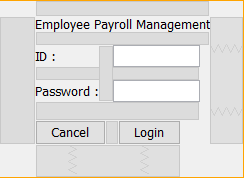 Employee Payroll Management
ID :
Password :
Cancel Login